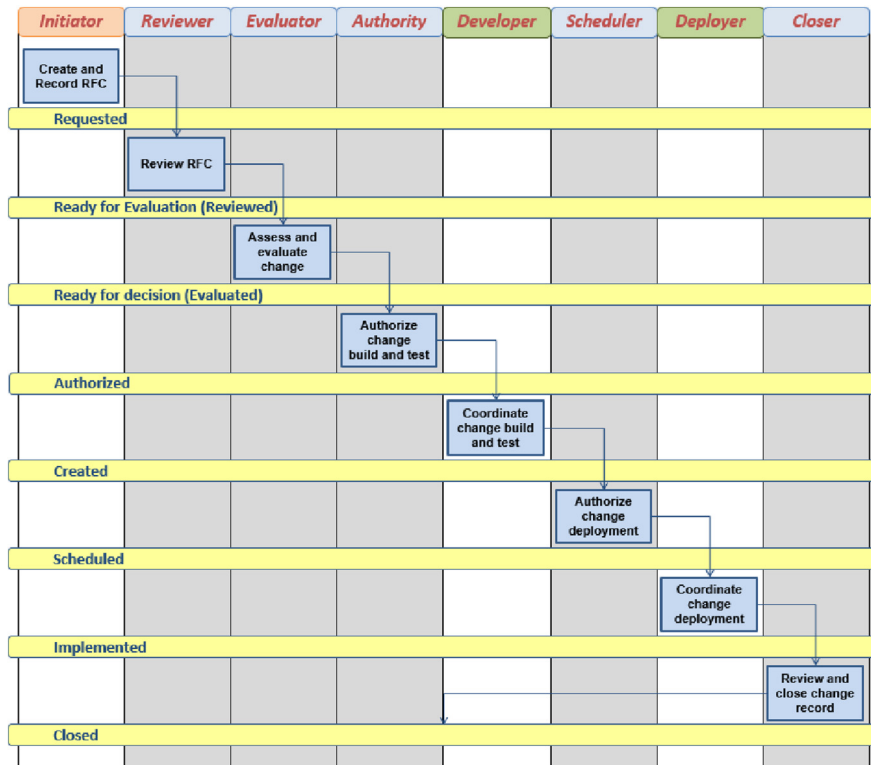 Initiator Reviewer Evaluator Authority Developer Scheduler Deployer Closer
Create and
Record RFC
Requested
Review RFC
Ready for Evaluation (Reviewed)
Assess and
evaluate
change
Ready for decision (Evaluated)
Authorize
change
build and test
Authorized
Coordinate
change build
and test
Created
Authorize
change
deployment
Scheduled
Coordinate
change
deployment
Implemented
Review and
close change
record
Closed